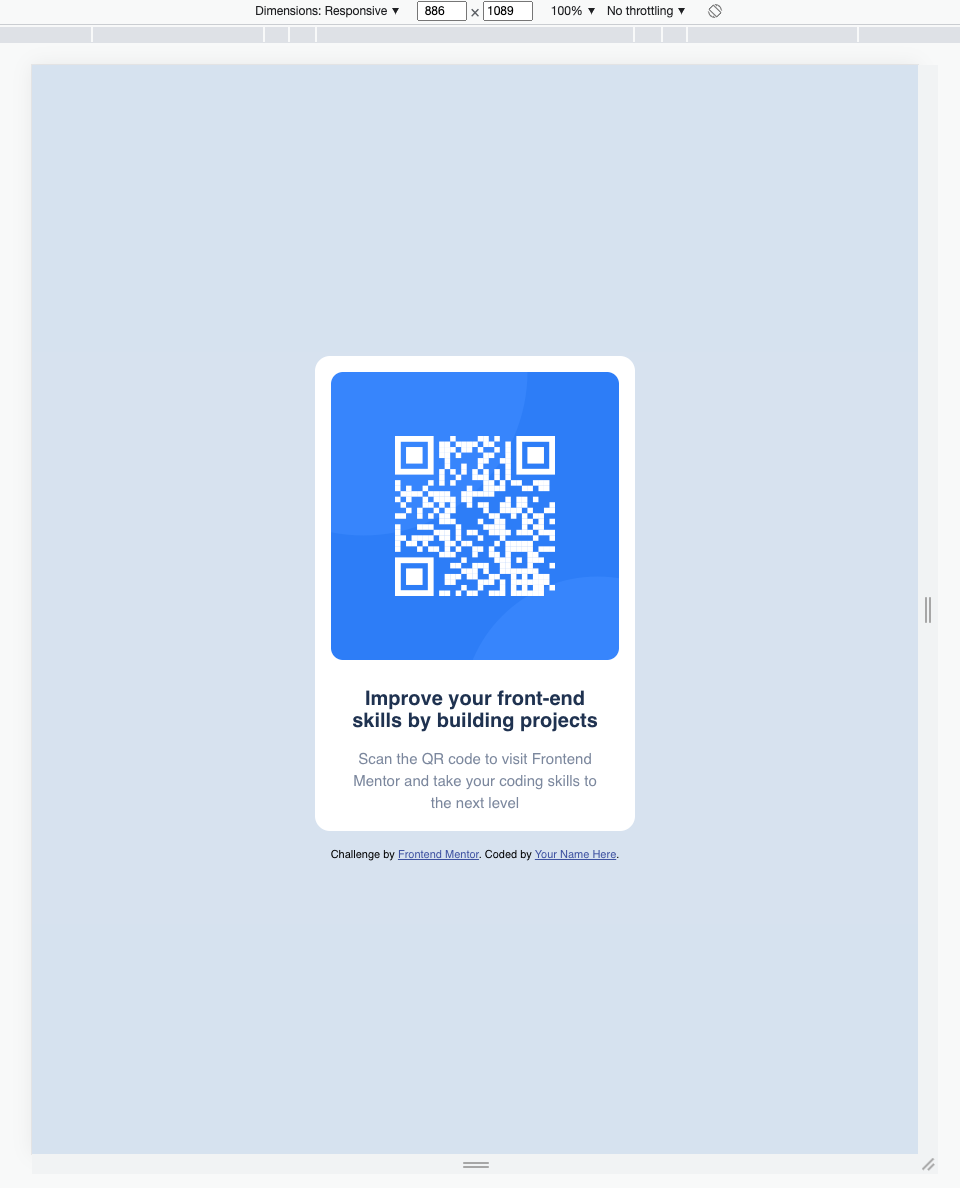 Dimensions: Responsive ▼ 886 × 1089 100% ▼ No throttling ▼
Improve your front-end
skills by building projects
Scan the QR code to visit Frontend
Mentor and take your coding skills to
the next level
Challenge by Frontend Mentor. Coded by Your Name Here.